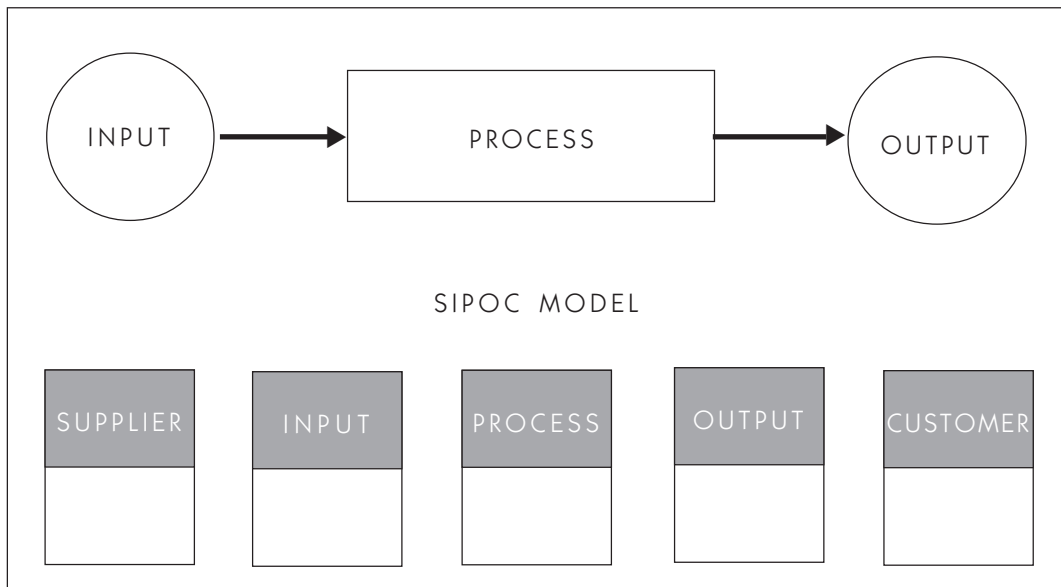 INPUT
PROCESS
OUTPUT
SIPOC MODEL
SUPPLIER
INPUT
PROCESS
OUTPUT
CUSTOMER